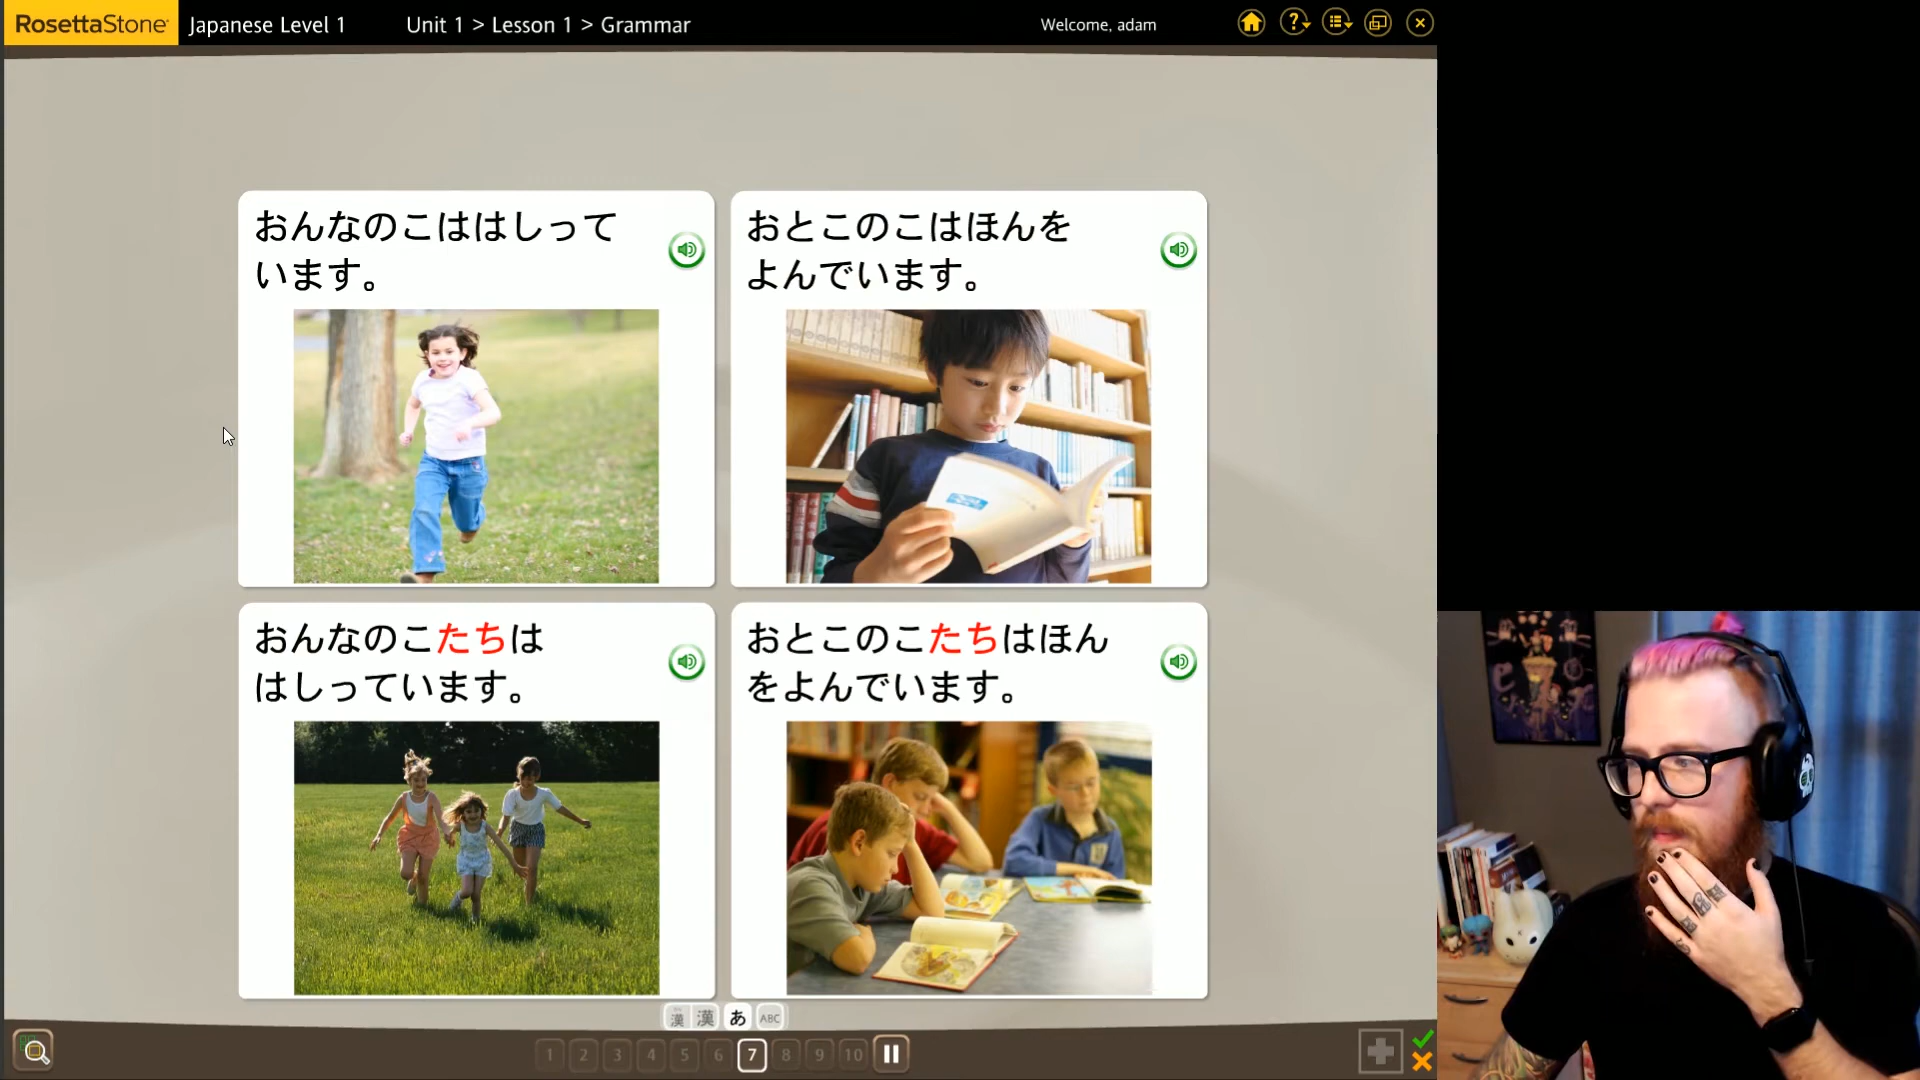 RosettaStone
Japanese Level 1
Unit 1 > Lesson 1 > Grammar
Welcome, adam
おんなのこははしって
います。
おとこのこはほんを
よんでいます。
おんなのこたちは
はしっています。
おとこのこたちはほん
をよんでいます。
漢 漢 あ ABC
1 2 3 4 5 6 7 8 9 10